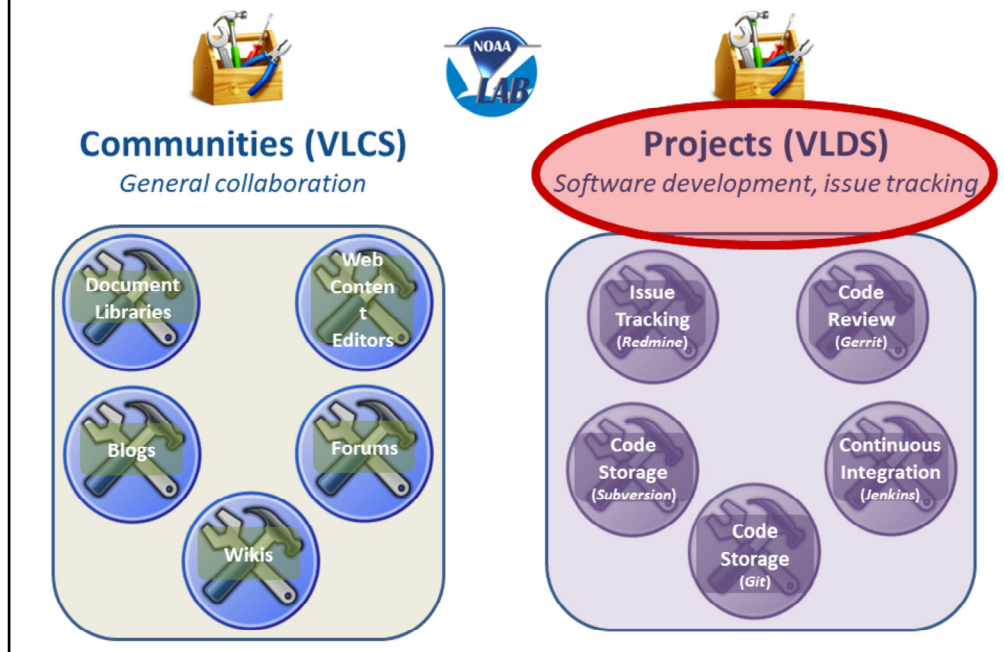 NOAA
VLAB
Communities (VLCS)
General collaboration
Projects (VLDS)
Software development, issue tracking
Document
Libraries
Web
Conten
t
Editors
Blogs
Forums
Wikis
Issue
Tracking
(Redmine)
Code
Review
(Gerrit)
Code
Storage
(Subversion)
Continuous
Integration
(Jenkins)
Code
Storage
(Git)